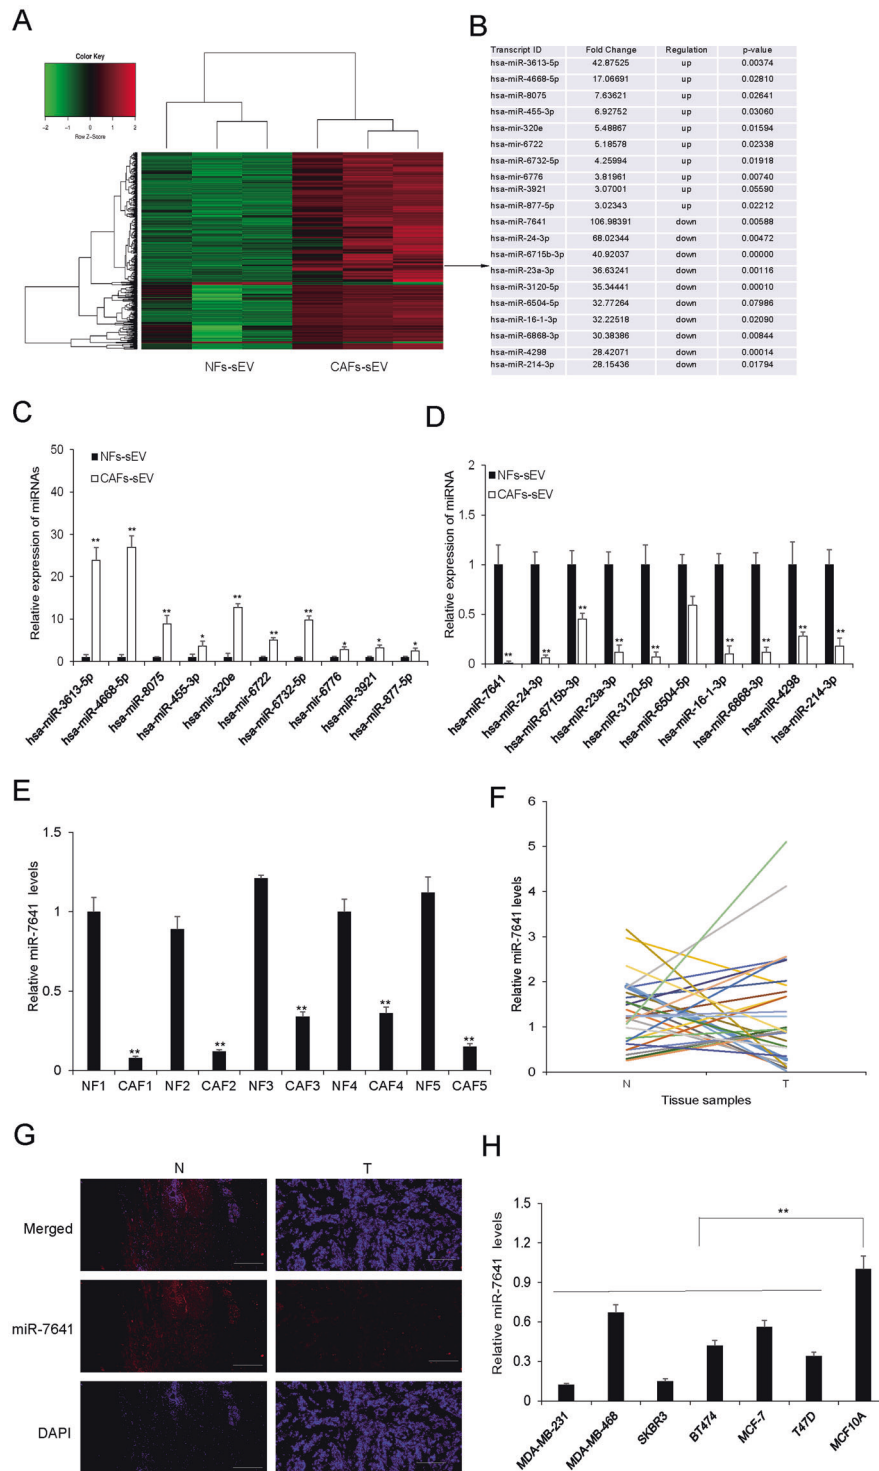 A
Color Key
−2 −1 0 1 2
Row Z-Score
NFs-sEV CAFs-sEV
B
Transcript ID Fold Change Regulation p-value
hsa-miR-3613-5p 42.87525 up 0.00374
hsa-miR-4668-5p 17.06691 up 0.02810
hsa-miR-8075 7.63621 up 0.02641
hsa-miR-455-3p 6.92752 up 0.03060
hsa-mir-320e 5.48867 up 0.01594
hsa-mir-6722 5.18578 up 0.02338
hsa-miR-6732-5p 4.25994 up 0.01918
hsa-mir-6776 3.81961 up 0.00740
hsa-miR-3921 3.07001 up 0.05590
hsa-miR-877-5p 3.02343 up 0.02212
hsa-miR-7641 106.98391 down 0.00588
hsa-miR-24-3p 68.02344 down 0.00472
hsa-miR-6715b-3p 40.92037 down 0.00000
hsa-miR-23a-3p 36.63241 down 0.00116
hsa-miR-3120-5p 35.34441 down 0.00010
hsa-miR-6504-5p 32.77264 down 0.07986
hsa-miR-16-1-3p 32.22518 down 0.02090
hsa-miR-6868-3p 30.38386 down 0.00844
hsa-miR-4298 28.42071 down 0.00014
hsa-miR-214-3p 28.15436 down 0.01794
C
Relative expression of miRNAs
50
40
30
20
10
0
NFs-sEV
CAFs-sEV
** ** ** * ** ** ** * * *
hsa-miR-3613-5p
hsa-miR-4668-5p
hsa-miR-8075
hsa-miR-455-3p
hsa-mir-320e
hsa-mir-6722
hsa-miR-6732-5p
hsa-mir-6776
hsa-miR-3921
hsa-miR-877-5p
D
Relative expression of miRNA
2
1.5
1
0.5
0
NFs-sEV
CAFs-sEV
** ** ** ** ** ** ** ** **
hsa-miR-7641
hsa-miR-24-3p
hsa-miR-6715b-3p
hsa-miR-23a-3p
hsa-miR-3120-5p
hsa-miR-6504-5p
hsa-miR-16-1-3p
hsa-miR-6868-3p
hsa-miR-4298
hsa-miR-214-3p
E
Relative miR-7641 levels
1.5
1
0.5
0
** ** ** ** **
NF1 CAF1 NF2 CAF2 NF3 CAF3 NF4 CAF4 NF5 CAF5
F
Relative miR-7641 levels
6
5
4
3
2
1
0
N T
Tissue samples
G
N T
Merged
miR-7641
DAPI
H
Relative miR-7641 levels
1.5
1.2
0.9
0.6
0.3
0
**
MDA-MB-231
MDA-MB-468
SKBR3
BT474
MCF-7
T47D
MCF10A